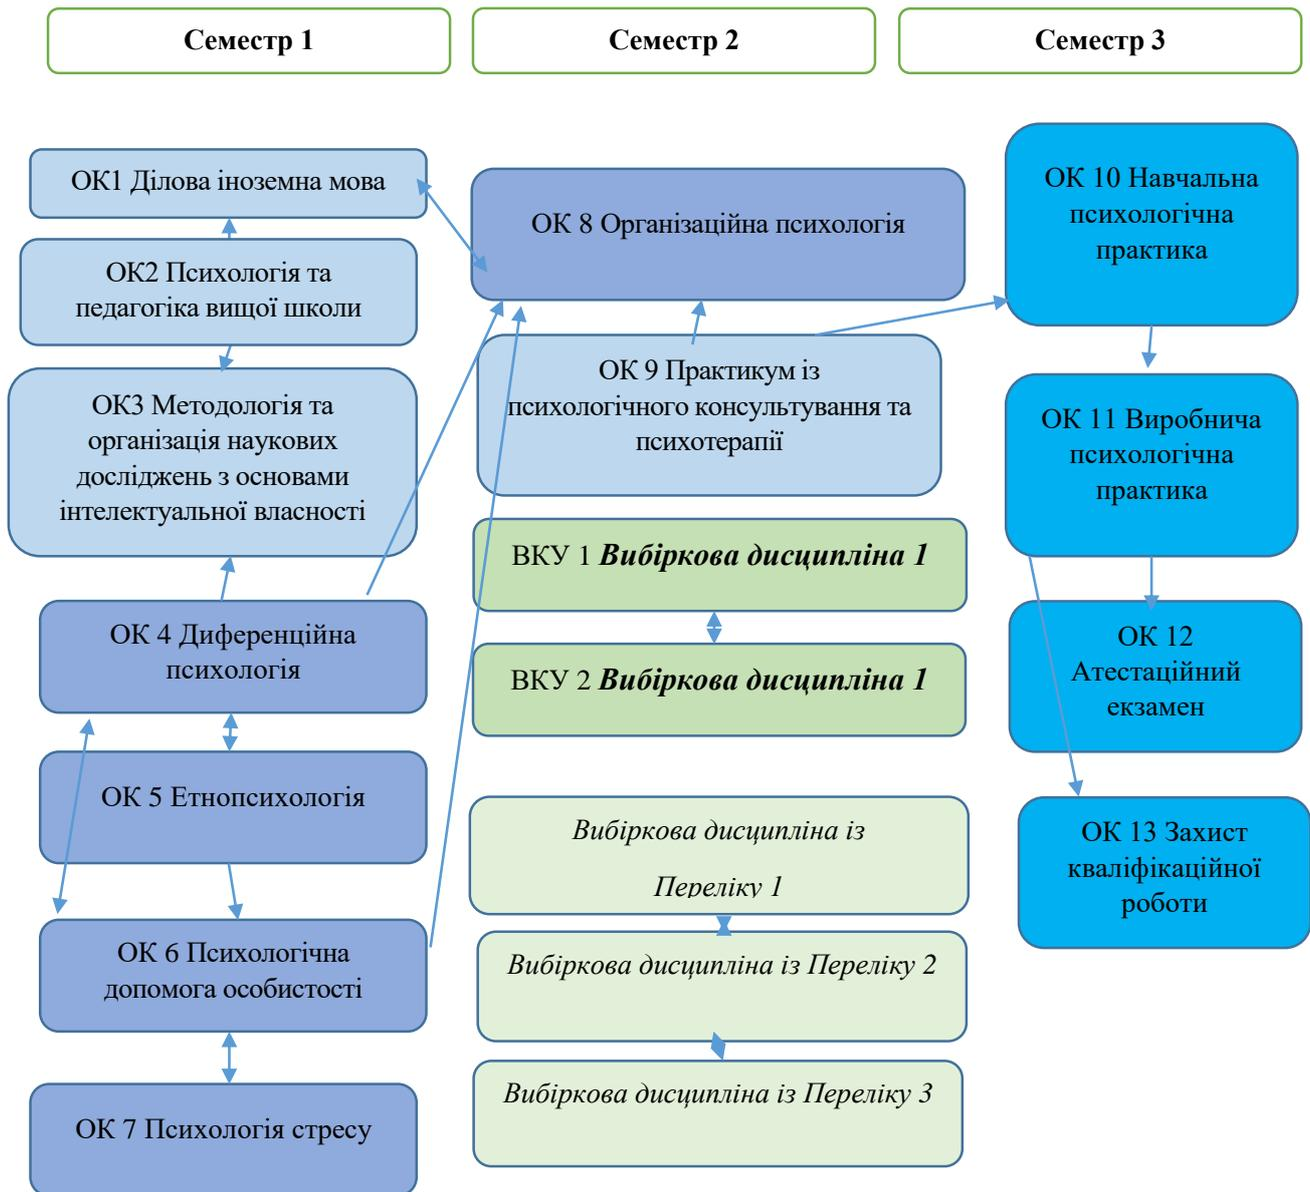 Семестр 1
Семестр 2
Семестр 3
ОК1 Ділова іноземна мова
ОК2 Психологія та
педагогіка вищої школи
ОК3 Методологія та
організація наукових
досліджень з основами
інтелектуальної власності
ОК 4 Диференційна
психологія
ОК 5 Етнопсихологія
ОК 6 Психологічна
допомога особистості
ОК 7 Психологія стресу
ОК 8 Організаційна психологія
ОК 9 Практикум із
психологічного консультування та
психотерапії
ВКУ 1 Вибіркова дисципліна 1
ВКУ 2 Вибіркова дисципліна 1
Вибіркова дисципліна із
Переліку 1
Вибіркова дисципліна із Переліку 2
Вибіркова дисципліна із Переліку 3
ОК 10 Навчальна
психологічна
практика
ОК 11 Виробнича
психологічна
практика
ОК 12
Атестаційний
екзамен
ОК 13 Захист
кваліфікаційної
роботи